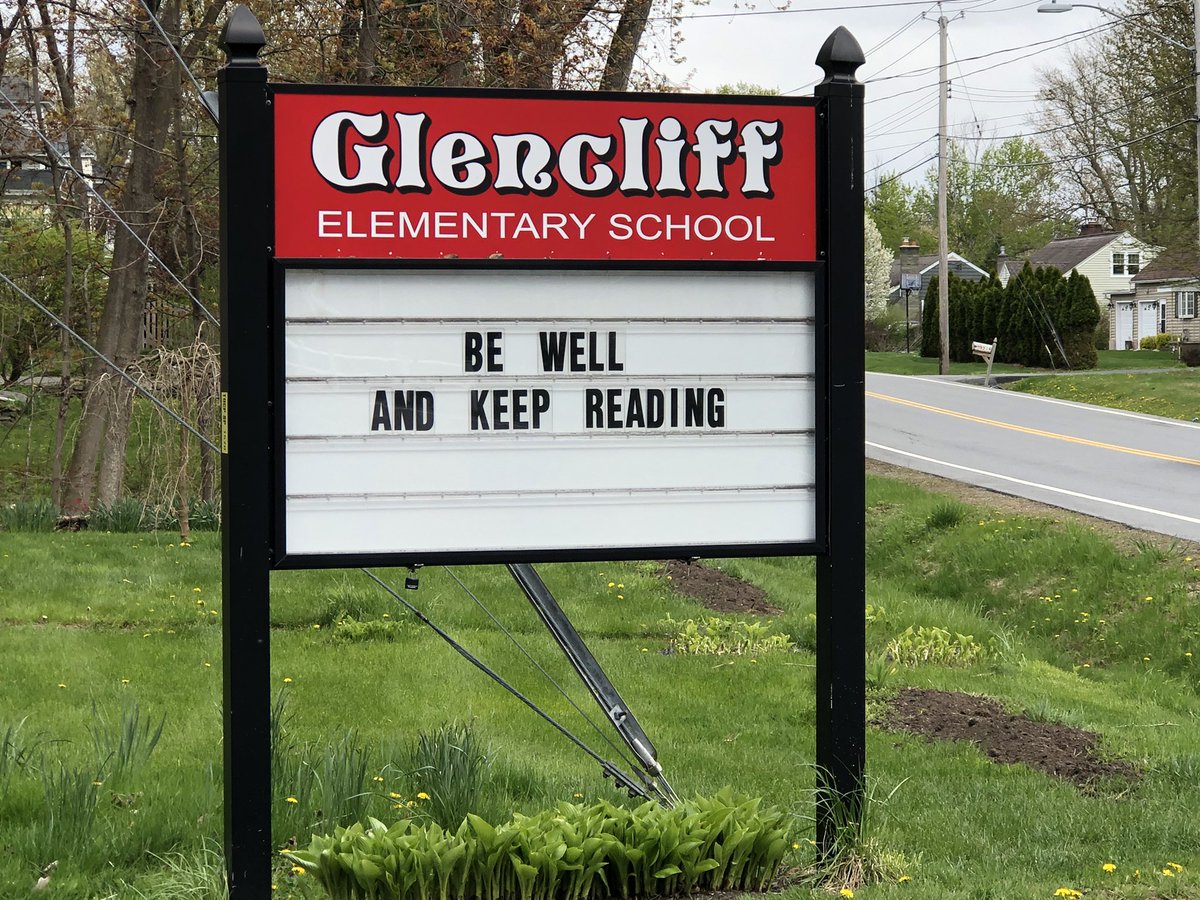 Glencliff
ELEMENTARY SCHOOL
BE WELL
AND KEEP READING